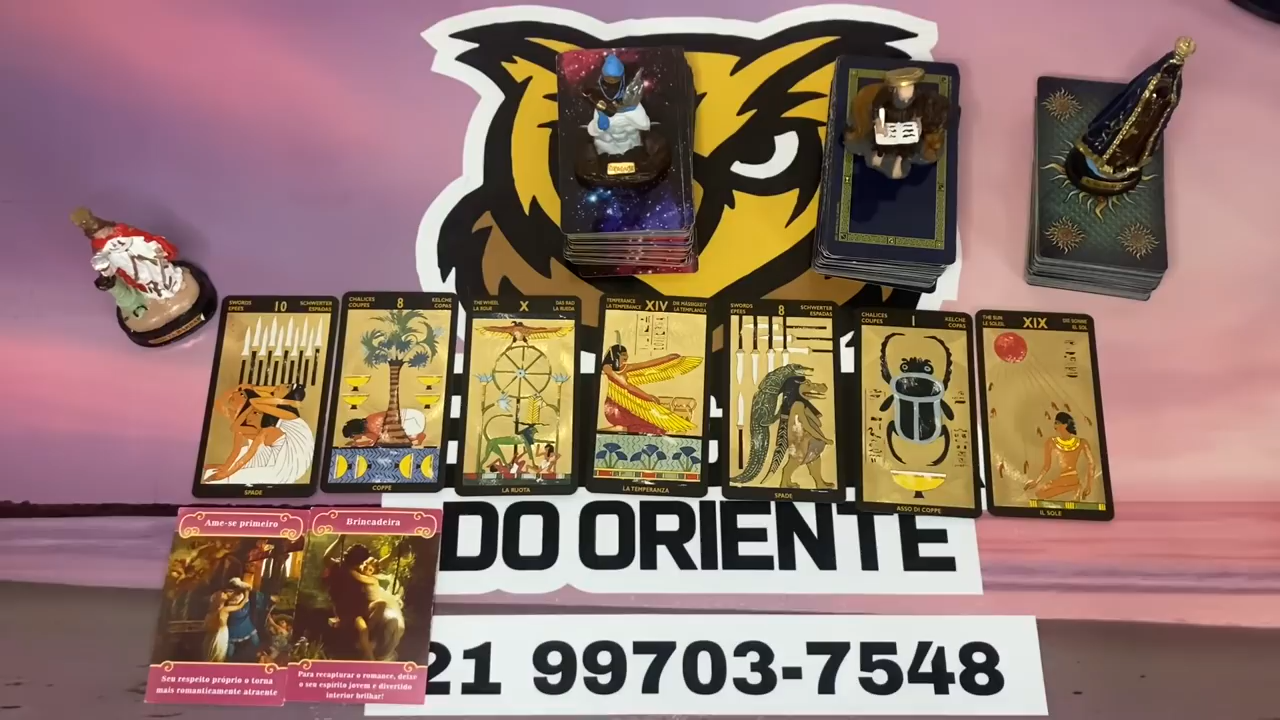 SWORDS
EPEES
10
SCHWERTER
ESPADAS
SPADE
CHALICES
COUPES
8
KELCHE
COPAS
COPPE
THE WHEEL
LA ROUE
X
DAS RAD
LA RUEDA
LA RUOTA
TEMPERANCE
LA TEMPERANCE
XIV
DIE MÄSSIGKEIT
LA TEMPLANZA
LA TEMPERANZA
SWORDS
EPEES
8
SCHWERTER
ESPADAS
SPADE
CHALICES
COUPES
1
KELCHE
COPAS
ASSO DI COPPE
THE SUN
LE SOLEIL
XIX
DIE SONNE
EL SOL
IL SOLE
Ame-se primeiro
Seu respeito próprio o torna
mais romanticamente atraente
Brincadeira
Para recapturar o romance, deixe
o seu espírito jovem e divertido
interior brilhar!
DO ORIENTE
21 99703-7548